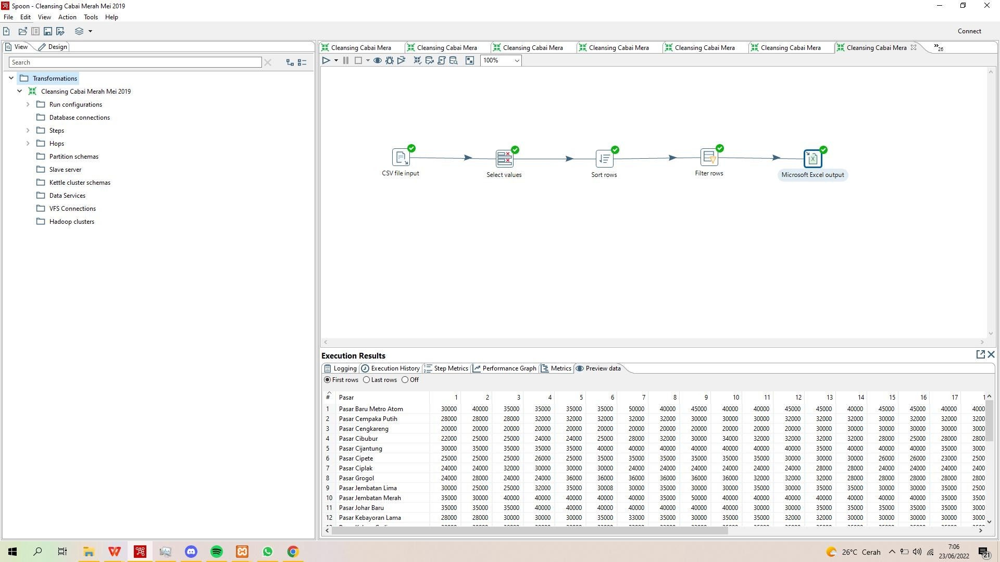 Spoon - Cleansing Cabai Merah Mei 2019
File Edit View Action Tools Help
Connect
View Design
Search
Transformations
Cleansing Cabai Merah Mei 2019
Run configurations
Database connections
Steps
Hops
Partition schemas
Slave server
Kettle cluster schemas
Data Services
VFS Connections
Hadoop clusters
Cleansing Cabai Mera Cleansing Cabai Mera Cleansing Cabai Mera Cleansing Cabai Mera Cleansing Cabai Mera Cleansing Cabai Mera Cleansing Cabai Mera »26
100%
CSV file input
Select values
Sort rows
Filter rows
Microsoft Excel output
Execution Results
Logging Execution History Step Metrics Performance Graph Metrics Preview data
First rows Last rows Off
# Pasar 1 2 3 4 5 6 7 8 9 10 11 12 13 14 15 16 17 1
1 Pasar Baru Metro Atom 30000 40000 35000 35000 35000 35000 50000 40000 45000 40000 40000 45000 45000 40000 45000 45000 40000 4000
2 Pasar Cempaka Putih 28000 28000 28000 32000 32000 32000 32000 32000 30000 30000 30000 32000 32000 32000 30000 32000 32000 3200
3 Pasar Cengkareng 20000 20000 20000 20000 20000 20000 20000 20000 20000 20000 20000 20000 30000 30000 30000 30000 30000 3000
4 Pasar Cibubur 22000 25000 25000 24000 24000 25000 28000 32000 30000 34000 32000 32000 32000 32000 28000 25000 28000 2800
5 Pasar Cijantung 30000 35000 35000 35000 35000 40000 40000 40000 40000 40000 40000 40000 35000 40000 40000 40000 35000 3000
6 Pasar Cipete 25000 25000 25000 26000 25000 35000 35000 35000 35000 35000 35000 30000 30000 30000 26000 26000 23000 2500
7 Pasar Ciplak 24000 24000 32000 30000 30000 30000 24000 24000 24000 24000 24000 24000 28000 28000 24000 24000 24000 2400
8 Pasar Grogol 24000 28000 24000 24000 36000 36000 36000 36000 36000 36000 32000 32000 32000 28000 28000 28000 28000 2800
9 Pasar Jembatan Lima 30000 25000 25000 32000 35000 30008 30000 35000 30000 30000 35000 30000 35000 35000 30000 30000 35000 2500
10 Pasar Jembatan Merah 35000 30000 40000 40000 40000 40000 40000 35000 50000 40000 40000 40000 40000 40000 40000 40000 35000 3500
11 Pasar Johar Baru 35000 35000 35000 40000 40000 40000 40000 40000 40000 40000 30000 30000 35000 35000 35000 35000 35000 3000
12 Pasar Kebayoran Lama 28000 28000 30000 30000 30000 35000 33000 35000 30000 35000 35000 32000 32000 30000 30000 30000 30000 3000
26°C Cerah
7:06
23/06/2022
21